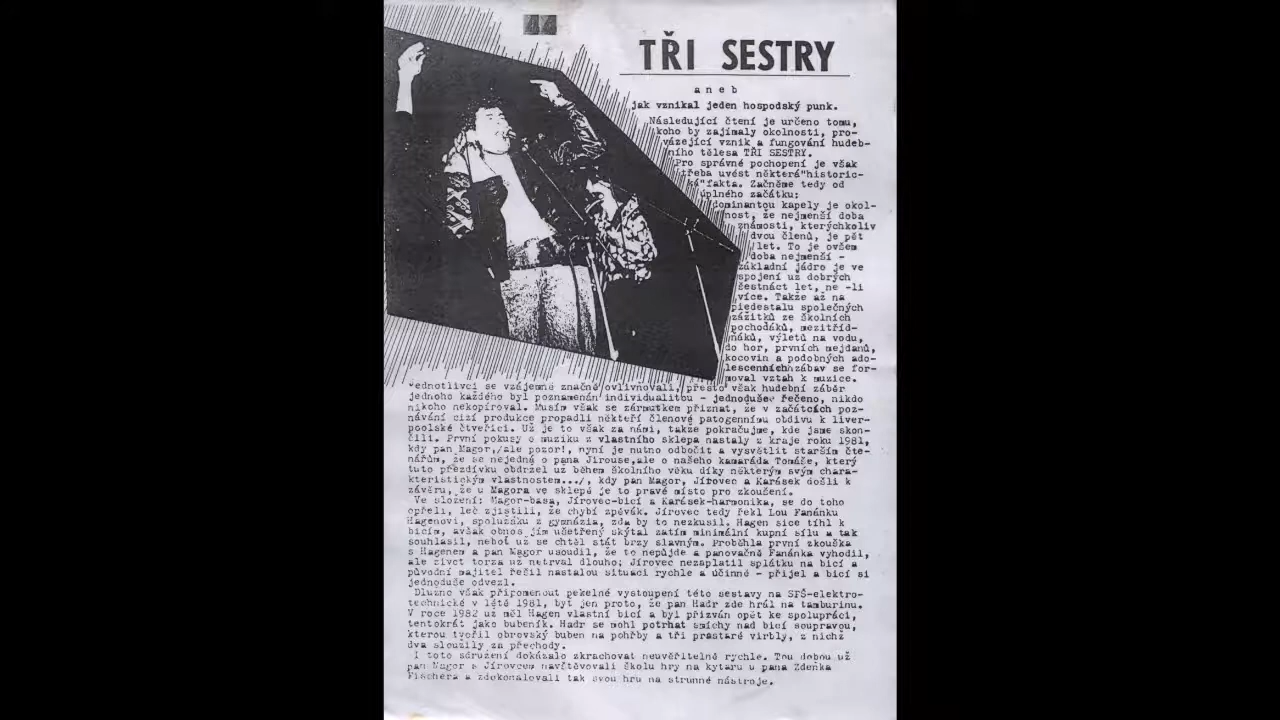 TŘI SESTRY
aneb
jak vznikal jeden hospodský punk.
Následující čtení je určeno tomu,
koho by zajímaly okolnosti, pro-
vázející vznik a fungování hudeb-
ního tělesa TŘI SESTRY.
Pro správné pochopení je však
třeba uvést některá"historic-
ká"fakta. Začněme tedy od
úplného začátku:
dominantou kapely je okol-
nost, že nejmenší doba
známosti, kterýchkoliv
dvou členů, je pět
let. To je ovšem
doba nejmenší -
základní jádro je ve
spojení už dobrých
šestnáct let, ne -li
více. Takže až na
piedestalu společných
zážitků ze školních
pochoďáků, mezitříd-
ňáků, výletů na vodu,
do hor, prvních mejdanů,
kocovin a podobných ado-
lescenních zábav se for-
moval vztah k muzice.
Jednotlivci se vzájemně značně ovlivňovali, přesto však hudební záběr
jednoho každého byl poznamenán individualitou - jednoduše řečeno, nikdo
nikoho nekopíroval. Musím však se zármutkem přiznat, že v začátcích poz-
návání cizí produkce propadli někteří členové patogennímu obdivu k liver-
poolské čtveřici. Už je to však za námi, takže pokračujme, kde jsme skon-
čili. První pokusy o muziku z vlastního sklepa nastaly z kraje roku 1981,
kdy pan Magor,/ale pozor!, nyní je nutno odbočit a vysvětlit starším čte-
nářům, že se nejedná o pana Jirouse,ale o našeho kamaráda Tomáše, který
tuto přezdívku obdržel už během školního věku díky některým svým chara-
kteristickým vlastnostem.../, kdy pan Magor, Jírovec a Karásek došli k
závěru, že u Magora ve sklepě je to pravé místo pro zkoušení.
Ve složení: Magor-basa, Jírovec-bicí a Karásek-harmonika, se do toho
opřeli, leč zjistili, že chybí zpěvák. Jírovec tedy řekl Lou Fanánku
Hagenovi, spolužáku z gymnázia, zda by to nezkusil. Hagen sice tíhl k
bicím, avšak obnos jím ušetřený skýtal zatím minimální kupní sílu a tak
souhlasil, neboť už se chtěl stát brzy slavným. Proběhla první zkouška
s Hagenem a pan Magor usoudil, že to nepůjde a panovačně Fanánka vyhodil,
ale život torza už netrval dlouho; Jírovec nezaplatil splátku na bicí a
původní majitel řešil nastalou situaci rychle a účinně - přijel a bicí si
jednoduše odvezl.
Dlužno však připomenout pekelné vystoupení této sestavy na SPŠ-elektro-
technické v létě 1981, byť jen proto, že pan Hadr zde hrál na tamburinu.
V roce 1982 už měl Hagen vlastní bicí a byl přizván opět ke spolupráci,
tentokrát jako bubeník. Hadr se mohl potrhat smíchy nad bicí soupravou,
kterou tvořil obrovský buben na pohřby a tři prastaré virbly, z nichž
dva sloužily za přechody.
I toto sdružení dokázalo zkrachovat neuvěřitelně rychle. Tou dobou už
pan Magor s Jírovcem navštěvovali školu hry na kytaru u pana Zdeňka
Fischera a zdokonalovali tak svou hru na strunné nástroje.